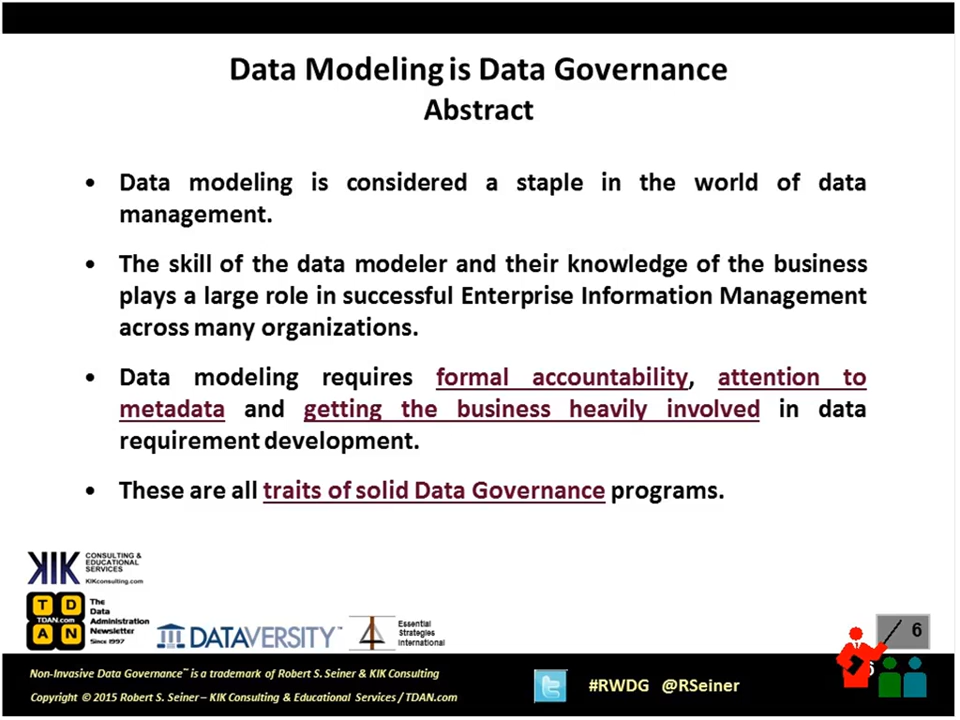 Data Modeling is Data Governance
Abstract
• Data modeling is considered a staple in the world of data
management.
• The skill of the data modeler and their knowledge of the business
plays a large role in successful Enterprise Information Management
across many organizations.
• Data modeling requires formal accountability, attention to
metadata and getting the business heavily involved in data
requirement development.
• These are all traits of solid Data Governance programs.
KIK CONSULTING &
EDUCATIONAL
SERVICES
KIKconsulting.com
T D
TDAN.com
A N
The
Data
Administration
Newsletter
Since 1997
DATAVERSITY™
Essential
Strategies
International
6
6
Non-Invasive Data Governance™ is a trademark of Robert S. Seiner & KIK Consulting
Copyright © 2015 Robert S. Seiner – KIK Consulting & Educational Services / TDAN.com
#RWDG @RSeiner